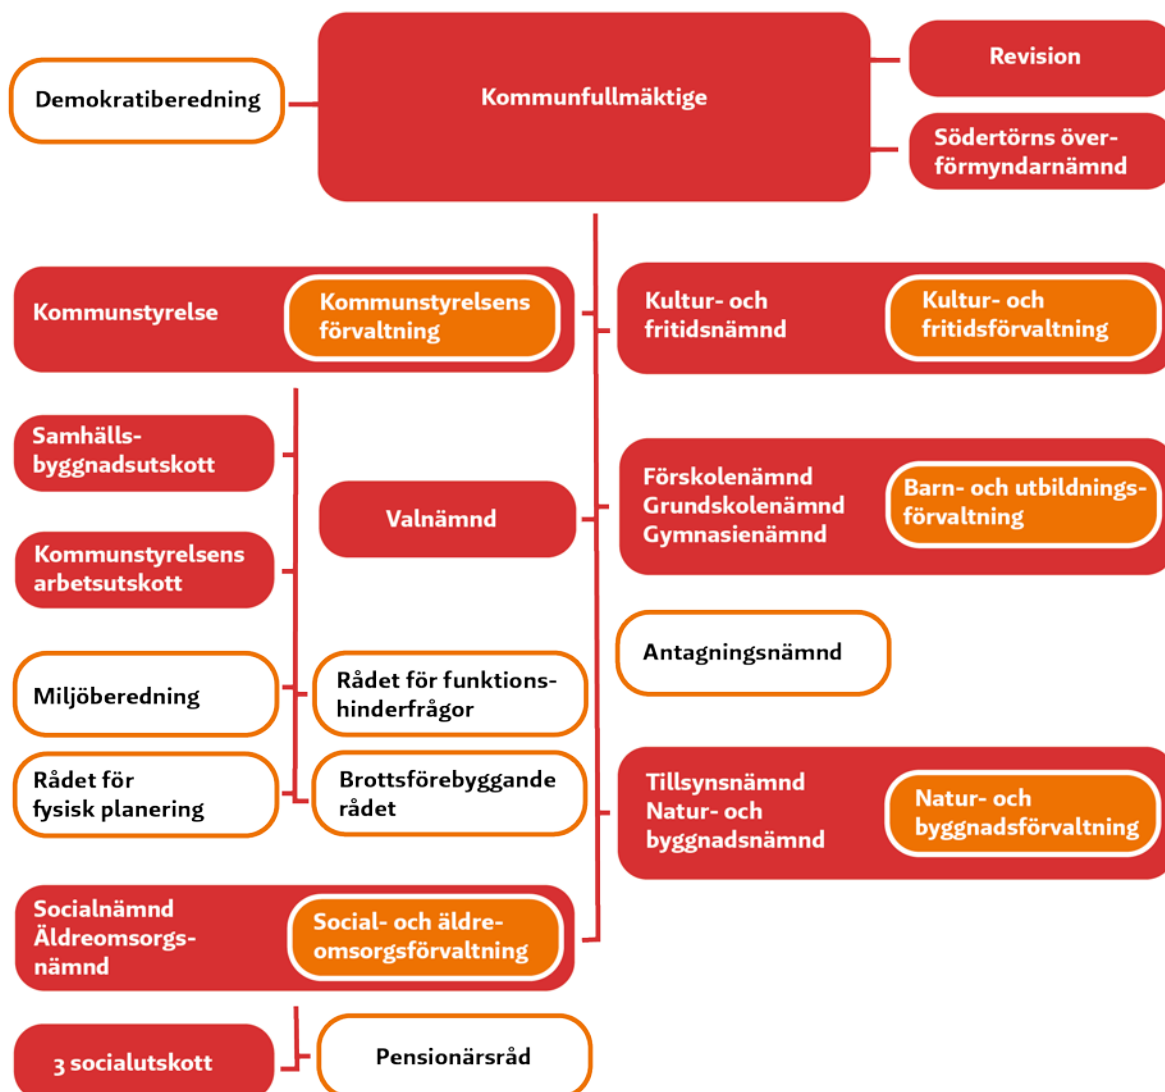 Demokratiberedning
Kommunfullmäktige
Revision
Södertörns över-
förmyndarnämnd
Kommunstyrelse
Kommunstyrelsens
förvaltning
Kultur- och
fritidsnämnd
Kultur- och
fritidsförvaltning
Samhälls-
byggnadsutskott
Valnämnd
Förskolenämnd
Grundskolenämnd
Gymnasienämnd
Barn- och utbildnings-
förvaltning
Kommunstyrelsens
arbetsutskott
Antagningsnämnd
Miljöberedning
Rådet för funktions-
hinderfrågor
Rådet för
fysisk planering
Brottsförebyggande
rådet
Tillsynsnämnd
Natur- och
byggnadsnämnd
Natur- och
byggnadsförvaltning
Socialnämnd
Äldreomsorgs-
nämnd
Social- och äldre-
omsorgsförvaltning
3 socialutskott
Pensionärsråd